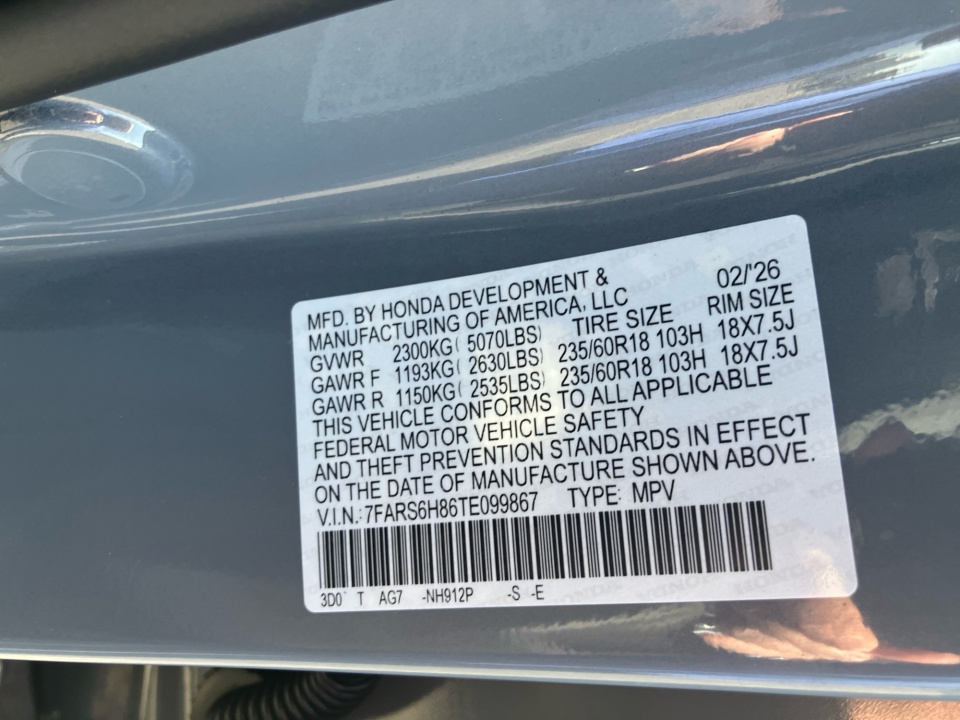 MFD. BY HONDA DEVELOPMENT & 02/'26
MANUFACTURING OF AMERICA, LLC
TIRE SIZE RIM SIZE
GVWR 2300KG( 5070LBS)
GAWR F 1193KG( 2630LBS) 235/60R18 103H 18X7.5J
GAWR R 1150KG( 2535LBS) 235/60R18 103H 18X7.5J
THIS VEHICLE CONFORMS TO ALL APPLICABLE
FEDERAL MOTOR VEHICLE SAFETY
AND THEFT PREVENTION STANDARDS IN EFFECT
ON THE DATE OF MANUFACTURE SHOWN ABOVE.
V.I.N.:7FARS6H86TE099867 TYPE: MPV
3D0 T AG7 -NH912P -S -E